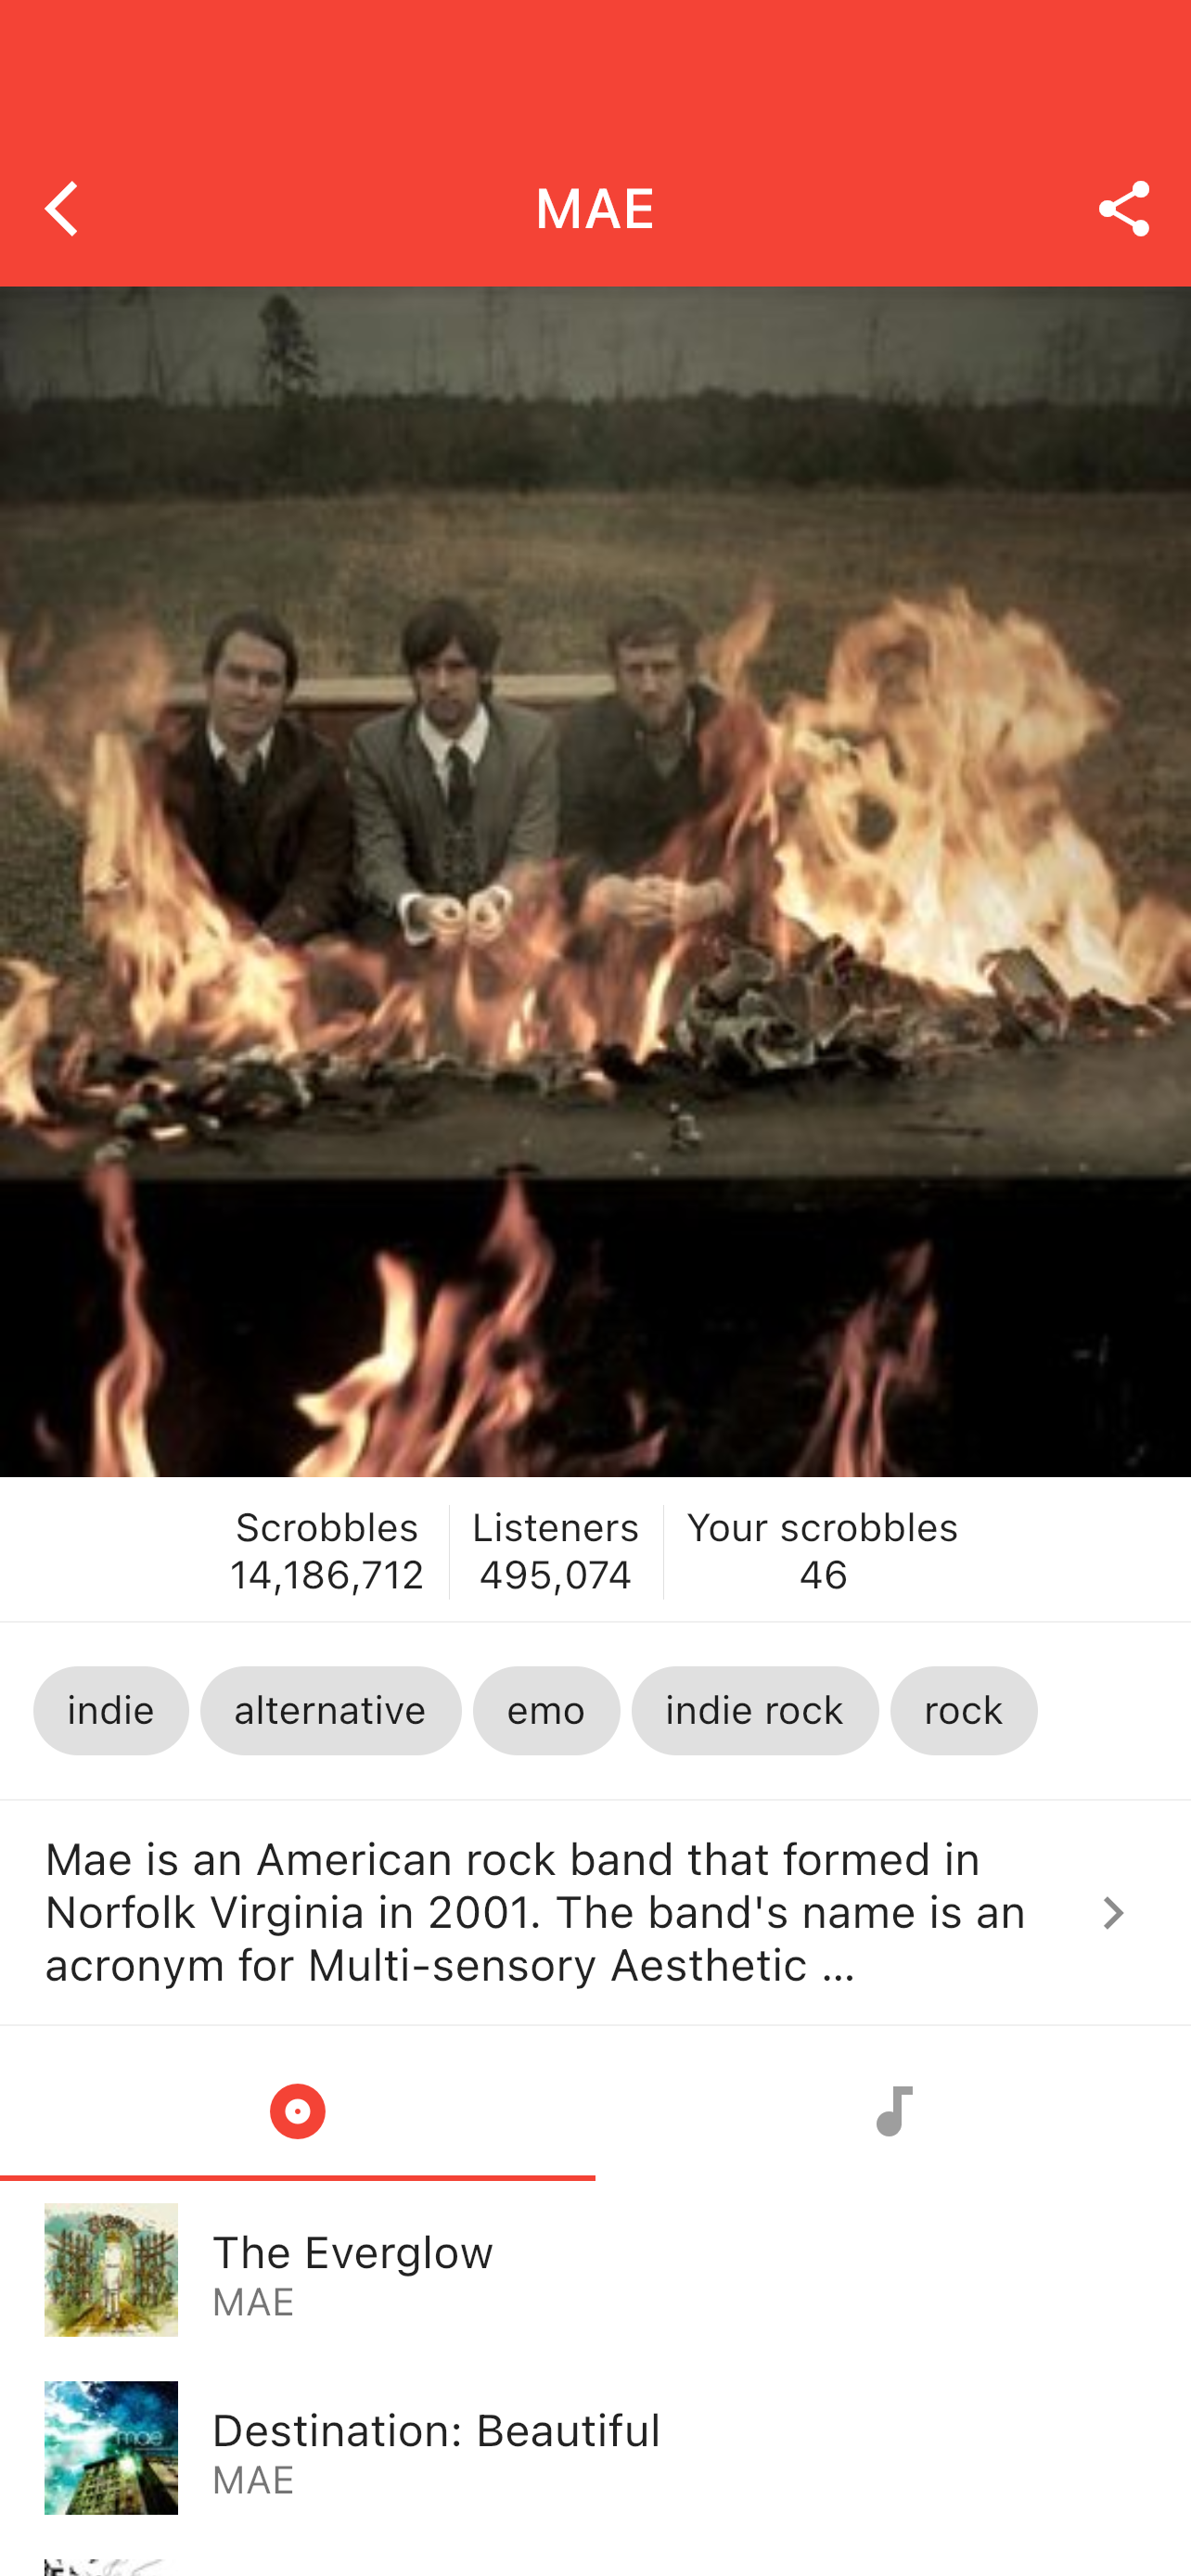 MAE
Scrobbles
14,186,712
Listeners
495,074
Your scrobbles
46
indie
alternative
emo
indie rock
rock
Mae is an American rock band that formed in
Norfolk Virginia in 2001. The band's name is an
acronym for Multi-sensory Aesthetic ...
The Everglow
MAE
mae
Destination: Beautiful
MAE